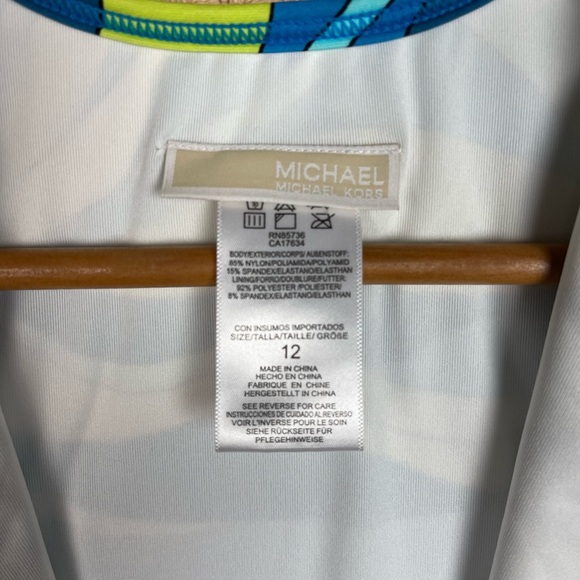 MICHAEL
MICHAEL KORS
RN85736
CA17634
BODY/EXTERIOR/CORPS/ AUßENSTOFF:
85% NYLON/POLIAMIDA/POLYAMID
15% SPANDEX/ELASTANO/ELASTHAN
LINING/FORRO/DOUBLURE/FUTTER:
92% POLYESTER /POLIESTER/
8% SPANDEX/ELASTANO/ELASTHAN
CON INSUMOS IMPORTADOS
SIZE/TALLA/TAILLE/ GRÖßE
12
MADE IN CHINA
HECHO EN CHINA
FABRIQUE EN CHINE
HERGESTELLT IN CHINA
SEE REVERSE FOR CARE
INSTRUCCIONES DE CUIDADO AL REVERSO
VOIR L'INVERSE POUR LE SOIN
SIEHE RÜCKSEITE FÜR
PFLEGEHINWEISE